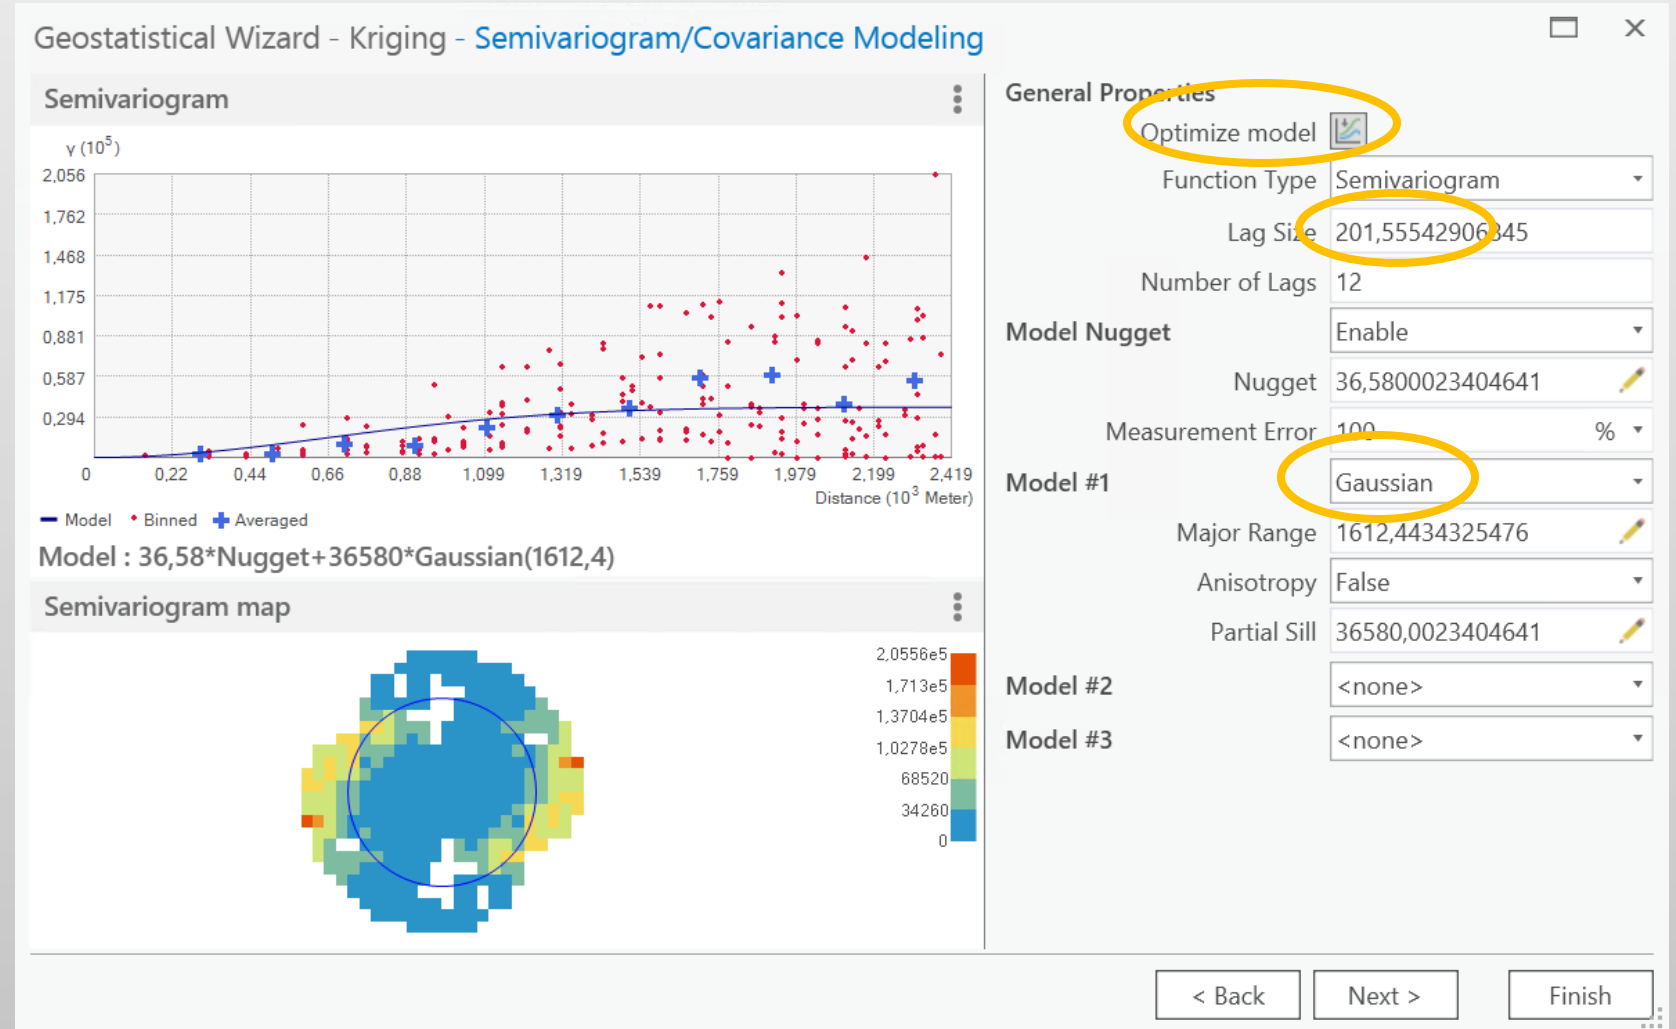 Geostatistical Wizard - Kriging - Semivariogram/Covariance Modeling
Semivariogram
γ (10⁵)
2,056
1,762
1,468
1,175
0,881
0,587
0,294
0 0,22 0,44 0,66 0,88 1,099 1,319 1,539 1,759 1,979 2,199 2,419
Distance (10³ Meter)
Model Binned Averaged
Model : 36,58*Nugget+36580*Gaussian(1612,4)
Semivariogram map
2,0556e5
1,713e5
1,3704e5
1,0278e5
68520
34260
0
General Properties
Optimize model
Function Type Semivariogram
Lag Size 201,55542906845
Number of Lags 12
Model Nugget Enable
Nugget 36,5800023404641
Measurement Error 100 %
Model #1 Gaussian
Major Range 1612,4434325476
Anisotropy False
Partial Sill 36580,0023404641
Model #2 <none>
Model #3 <none>
< Back Next > Finish